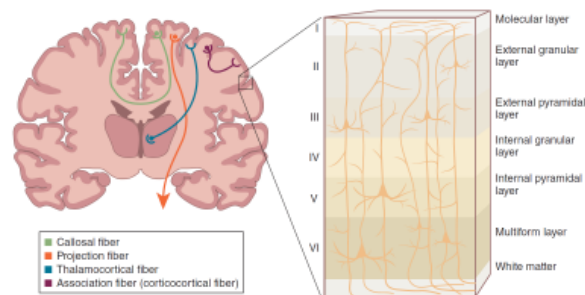 I
Molecular layer
II
External granular
layer
III
External pyramidal
layer
IV
Internal granular
layer
V
Internal pyramidal
layer
VI
Multiform layer
White matter
Callosal fiber
Projection fiber
Thalamocortical fiber
Association fiber (corticocortical fiber)